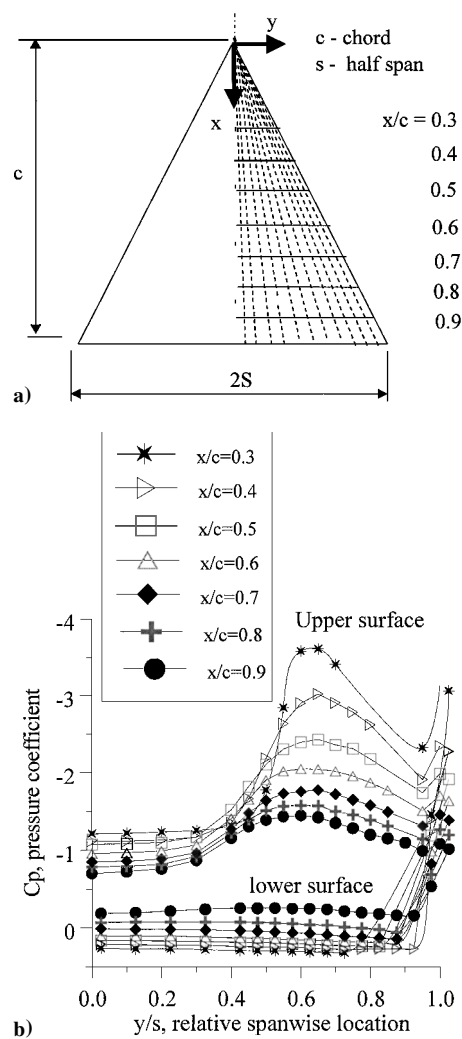 y
c - chord
s - half span
x
x/c = 0.3
0.4
c
0.5
0.6
0.7
0.8
0.9
2S
a)
x/c=0.3
x/c=0.4
x/c=0.5
x/c=0.6
x/c=0.7
x/c=0.8
x/c=0.9
-4
Upper surface
-3
-2
-1
lower surface
0
Cp, pressure coefficient
0.0 0.2 0.4 0.6 0.8 1.0
y/s, relative spanwise location
b)